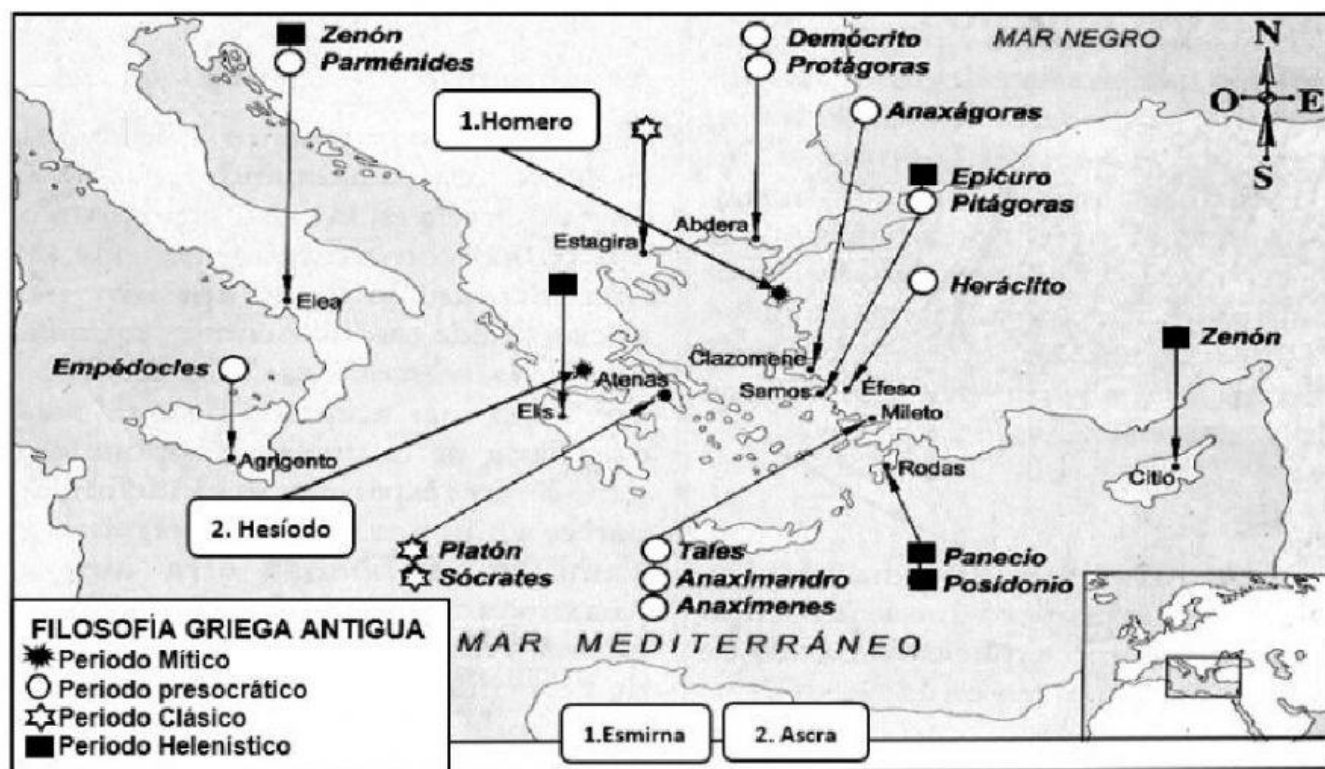 Zenón
Parménides
Demócrito
Protágoras
MAR NEGRO
N
O
E
S
1.Homero
Anaxágoras
Epicuro
Pitágoras
Abdera
Estagira
Heráclito
Elea
Zenón
Empédocles
Clazomene
Atenas
Samos
Éfeso
Elis
Mileto
Agrigento
Rodas
Citio
2. Hesíodo
Platón
Sócrates
Tales
Anaximandro
Anaxímenes
Panecio
Posidonio
FILOSOFÍA GRIEGA ANTIGUA
Periodo Mítico
Periodo presocrático
Periodo Clásico
Periodo Helenístico
MAR MEDITERRÁNEO
1.Esmirna
2. Ascra